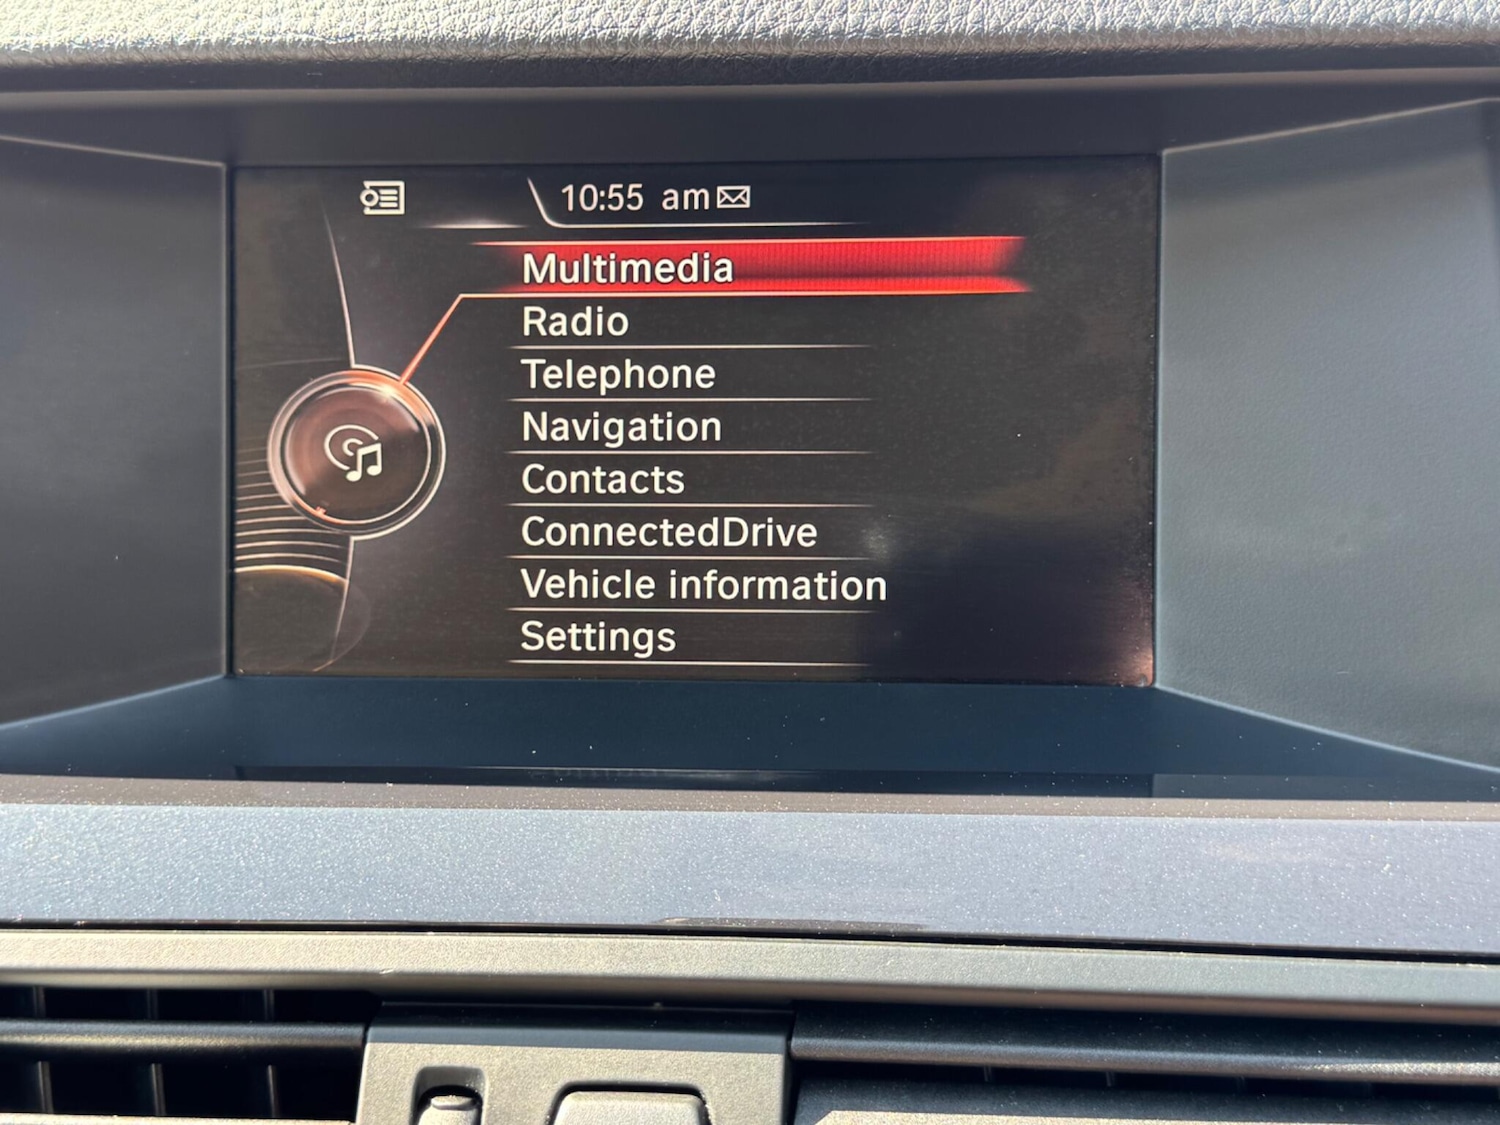 10:55 am
Multimedia
Radio
Telephone
Navigation
Contacts
ConnectedDrive
Vehicle information
Settings